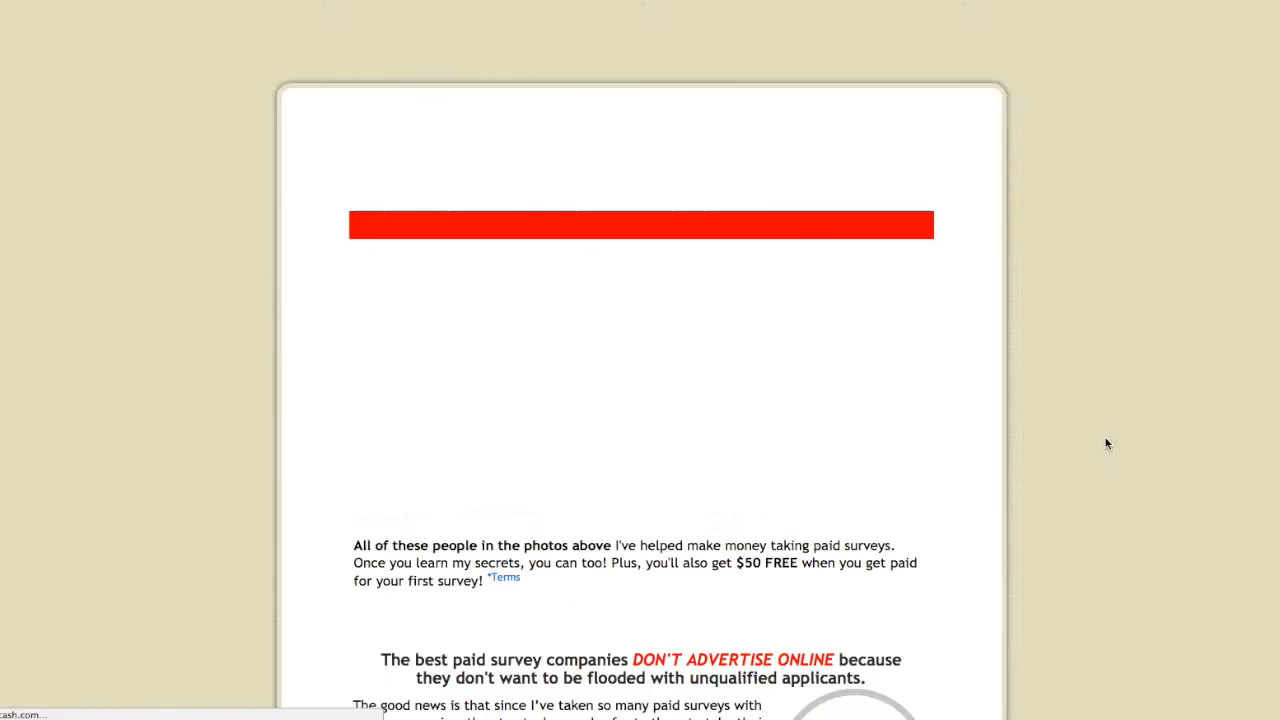 All of these people in the photos above I've helped make money taking paid surveys.
Once you learn my secrets, you can too! Plus, you'll also get $50 FREE when you get paid
for your first survey! *Terms
The best paid survey companies DON'T ADVERTISE ONLINE because
they don't want to be flooded with unqualified applicants.
The good news is that since I've taken so many paid surveys with
cash.com...